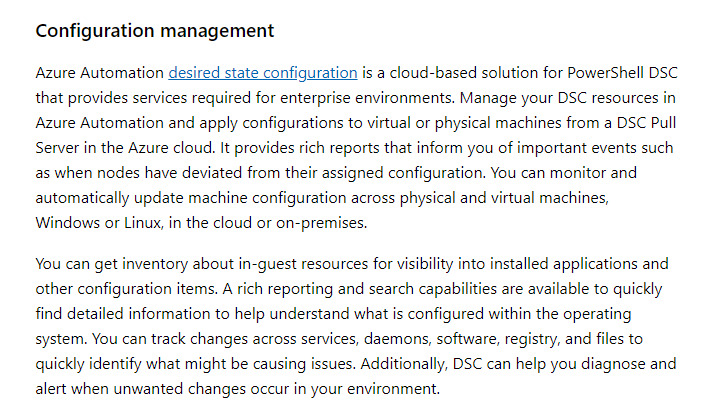 Configuration management
Azure Automation desired state configuration is a cloud-based solution for PowerShell DSC
that provides services required for enterprise environments. Manage your DSC resources in
Azure Automation and apply configurations to virtual or physical machines from a DSC Pull
Server in the Azure cloud. It provides rich reports that inform you of important events such
as when nodes have deviated from their assigned configuration. You can monitor and
automatically update machine configuration across physical and virtual machines,
Windows or Linux, in the cloud or on-premises.
You can get inventory about in-guest resources for visibility into installed applications and
other configuration items. A rich reporting and search capabilities are available to quickly
find detailed information to help understand what is configured within the operating
system. You can track changes across services, daemons, software, registry, and files to
quickly identify what might be causing issues. Additionally, DSC can help you diagnose and
alert when unwanted changes occur in your environment.